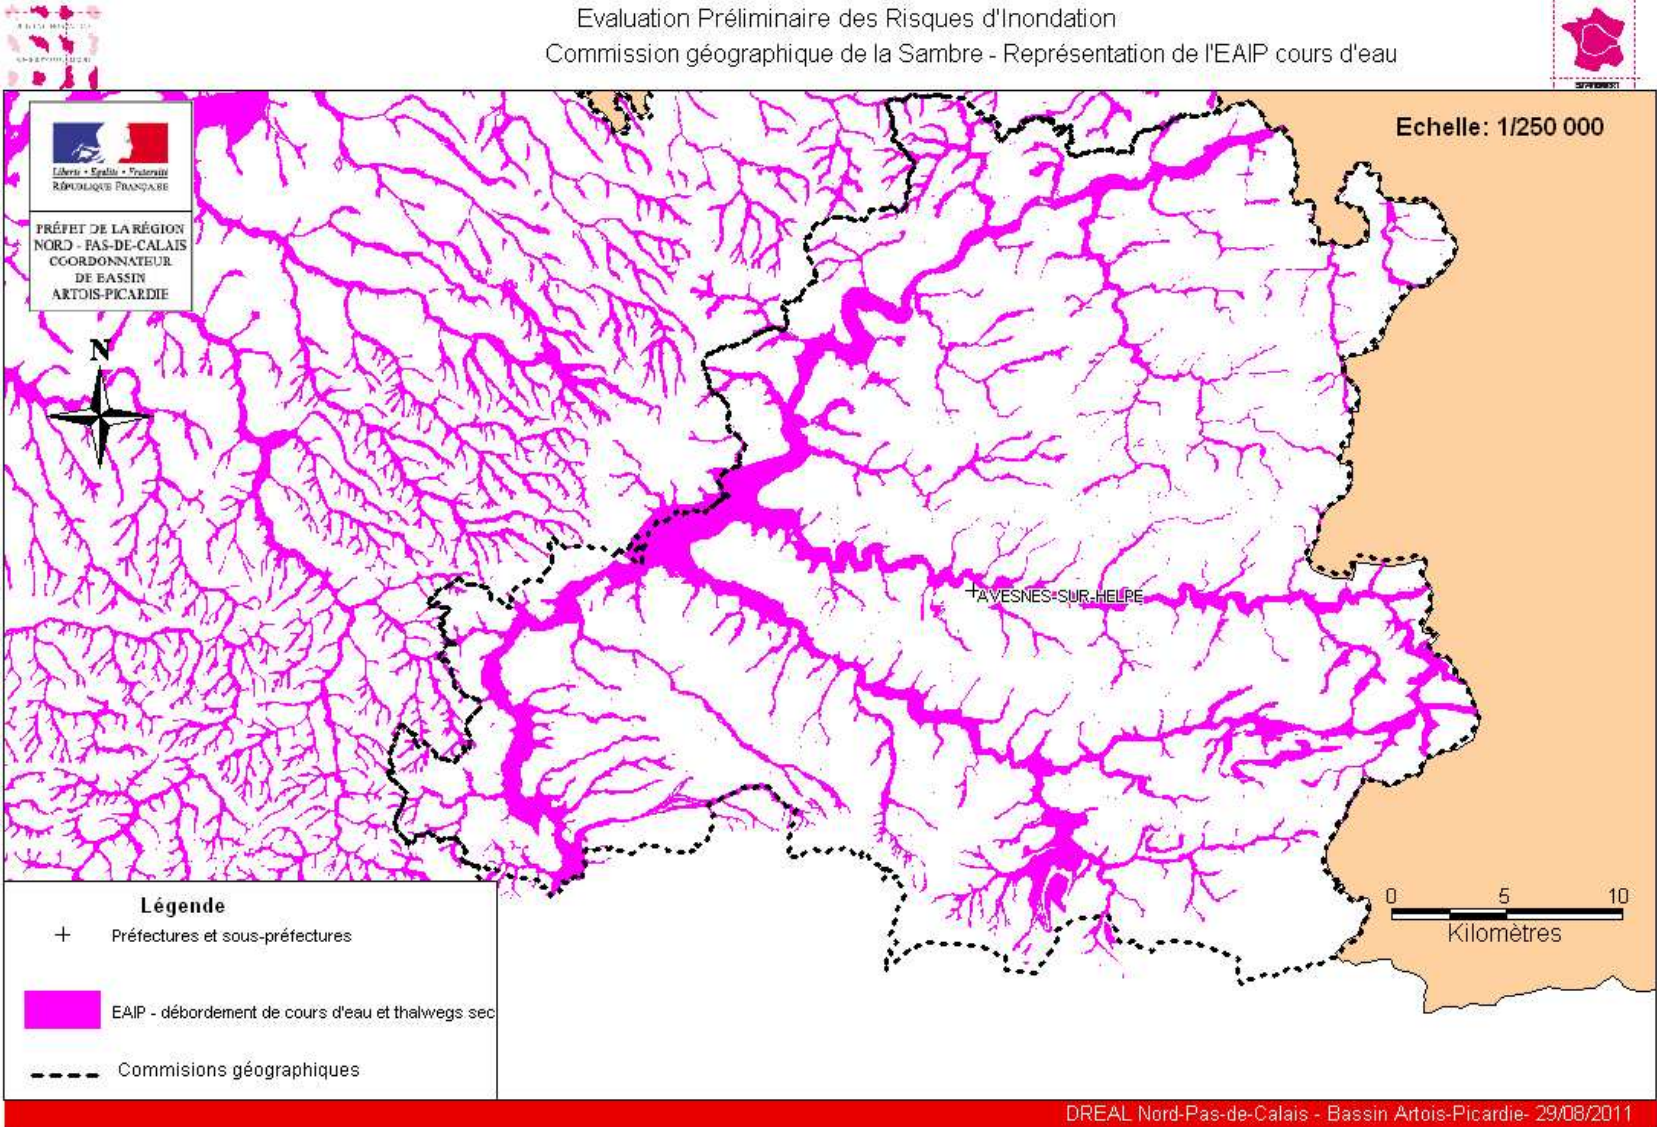 Evaluation Préliminaire des Risques d'Inondation
Commission géographique de la Sambre - Représentation de l'EAIP cours d'eau
Echelle: 1/250 000
Liberté • Egalité • Fraternité
RÉPUBLIQUE FRANÇAISE
PRÉFET DE LA RÉGION
NORD - PAS-DE-CALAIS
COORDONNATEUR
DE BASSIN
ARTOIS-PICARDIE
N
AVESNES-SUR-HELPE
0 5 10
Kilomètres
Légende
Préfectures et sous-préfectures
EAIP - débordement de cours d'eau et thalwegs sec
Commisions géographiques
DREAL Nord-Pas-de-Calais - Bassin Artois-Picardie- 29/08/2011